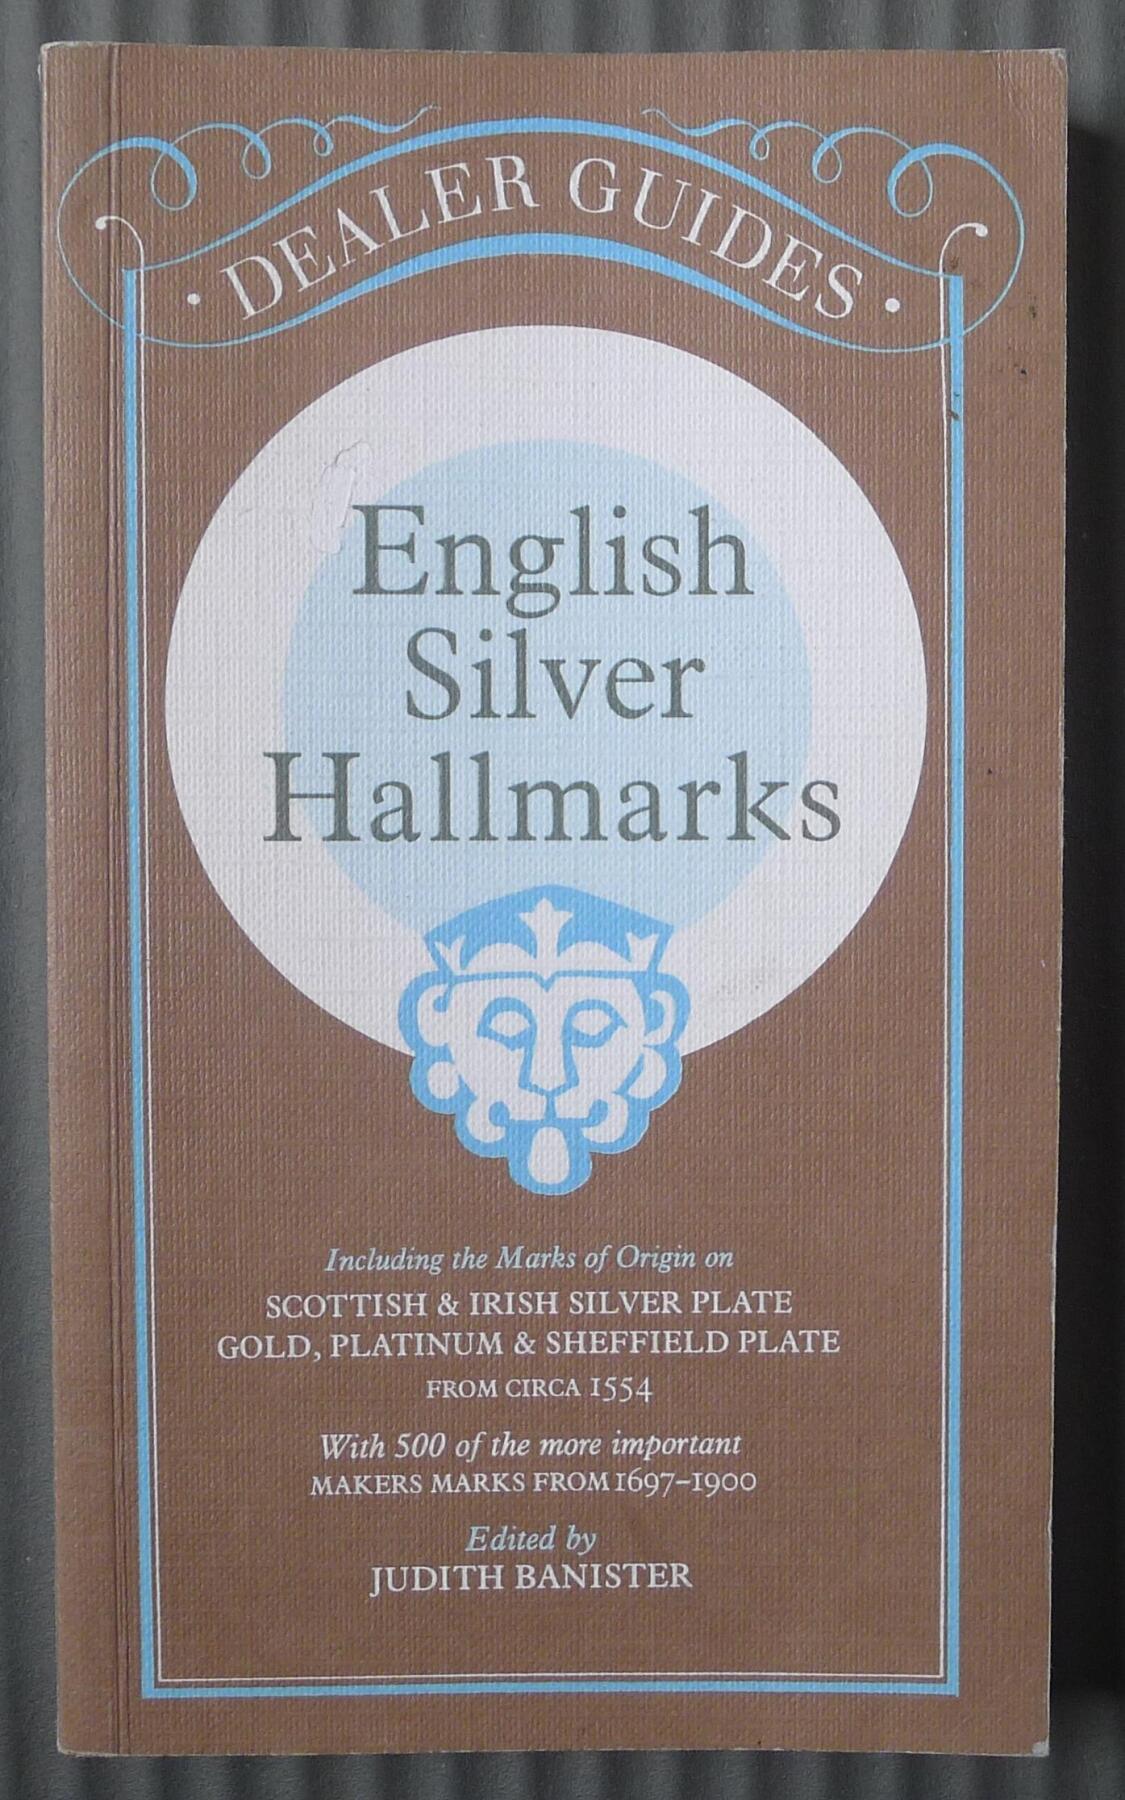 • DEALER GUIDES •
English
Silver
Hallmarks
Including the Marks of Origin on
SCOTTISH & IRISH SILVER PLATE
GOLD, PLATINUM & SHEFFIELD PLATE
FROM CIRCA 1554
With 500 of the more important
MAKERS MARKS FROM 1697–1900
Edited by
JUDITH BANISTER